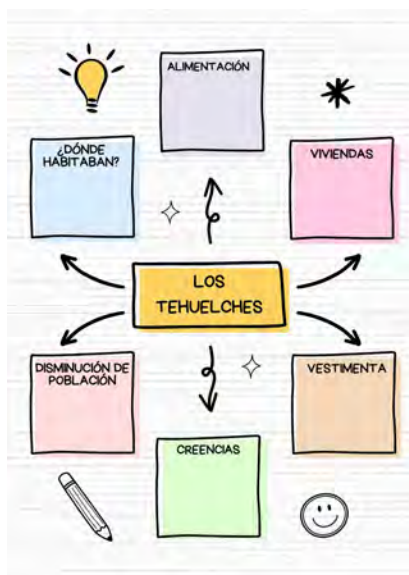 ALIMENTACIÓN
¿DÓNDE
HABITABAN?
VIVIENDAS
LOS
TEHUELCHES
DISMINUCIÓN DE
POBLACIÓN
VESTIMENTA
CREENCIAS